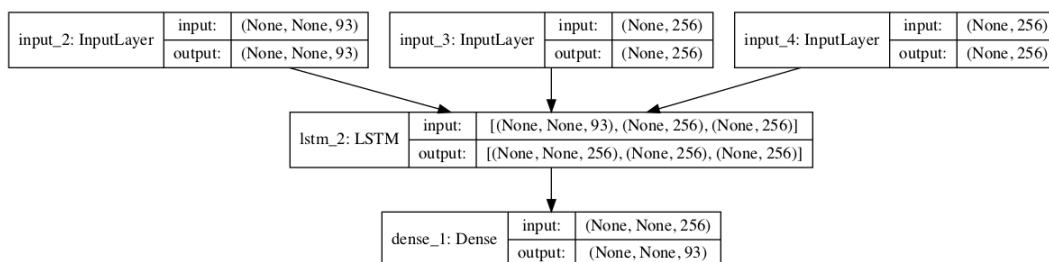 input_2: InputLayer input: (None, None, 93) output: (None, None, 93)
input_3: InputLayer input: (None, 256) output: (None, 256)
input_4: InputLayer input: (None, 256) output: (None, 256)
lstm_2: LSTM input: [(None, None, 93), (None, 256), (None, 256)] output: [(None, None, 256), (None, 256), (None, 256)]
dense_1: Dense input: (None, None, 256) output: (None, None, 93)